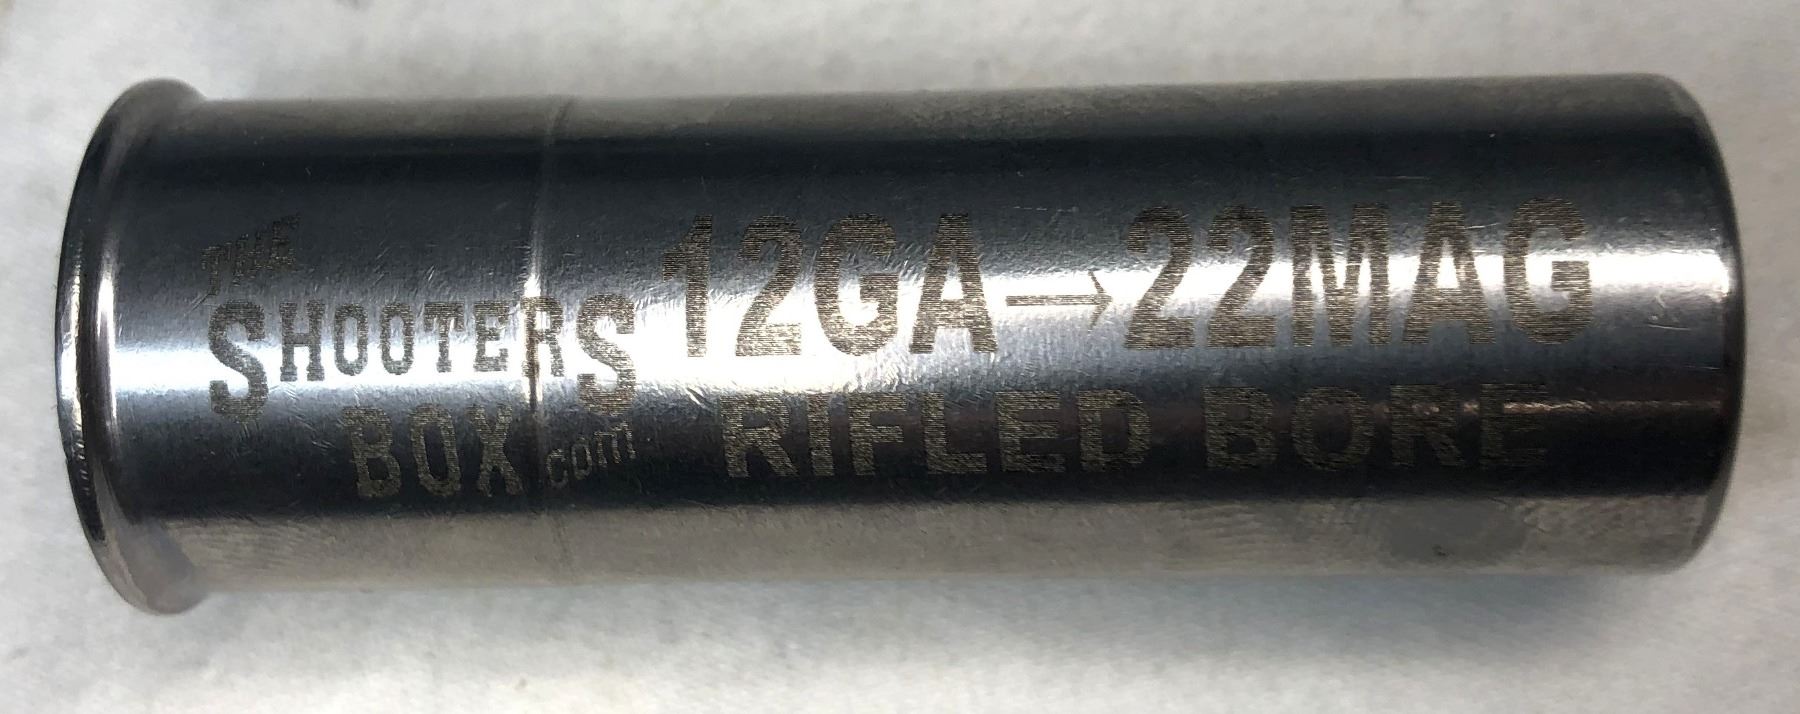 THE
SHOOTERS
BOX.com
12GA→22MAG
RIFLED BORE